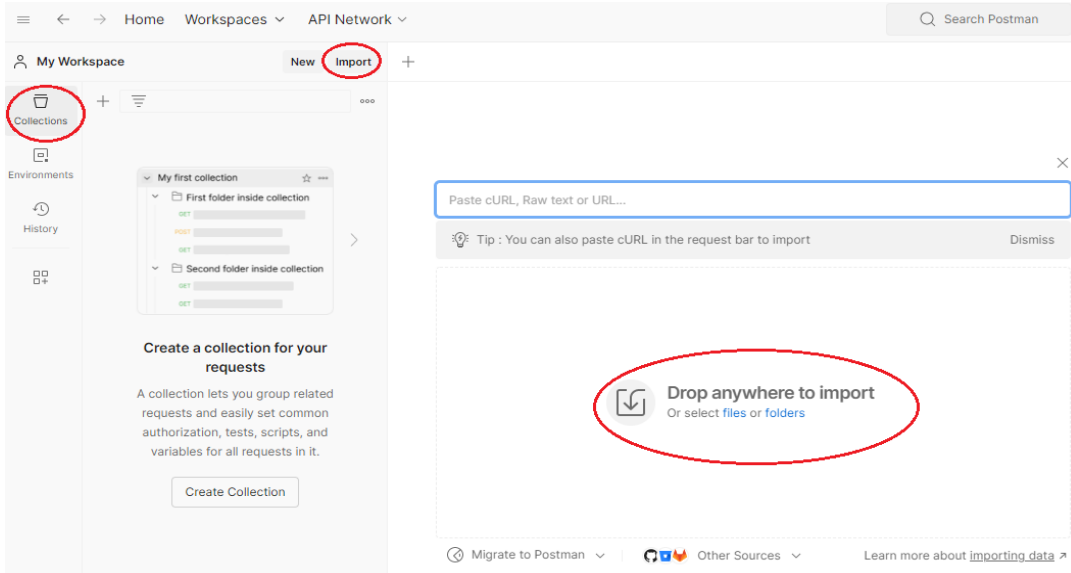 Home Workspaces API Network
Search Postman
My Workspace
New Import
Collections
Environments
History
My first collection
First folder inside collection
GET
POST
GET
Second folder inside collection
GET
GET
Create a collection for your
requests
A collection lets you group related
requests and easily set common
authorization, tests, scripts, and
variables for all requests in it.
Create Collection
Paste cURL, Raw text or URL...
Tip : You can also paste cURL in the request bar to import
Dismiss
Drop anywhere to import
Or select files or folders
Migrate to Postman
Other Sources
Learn more about importing data